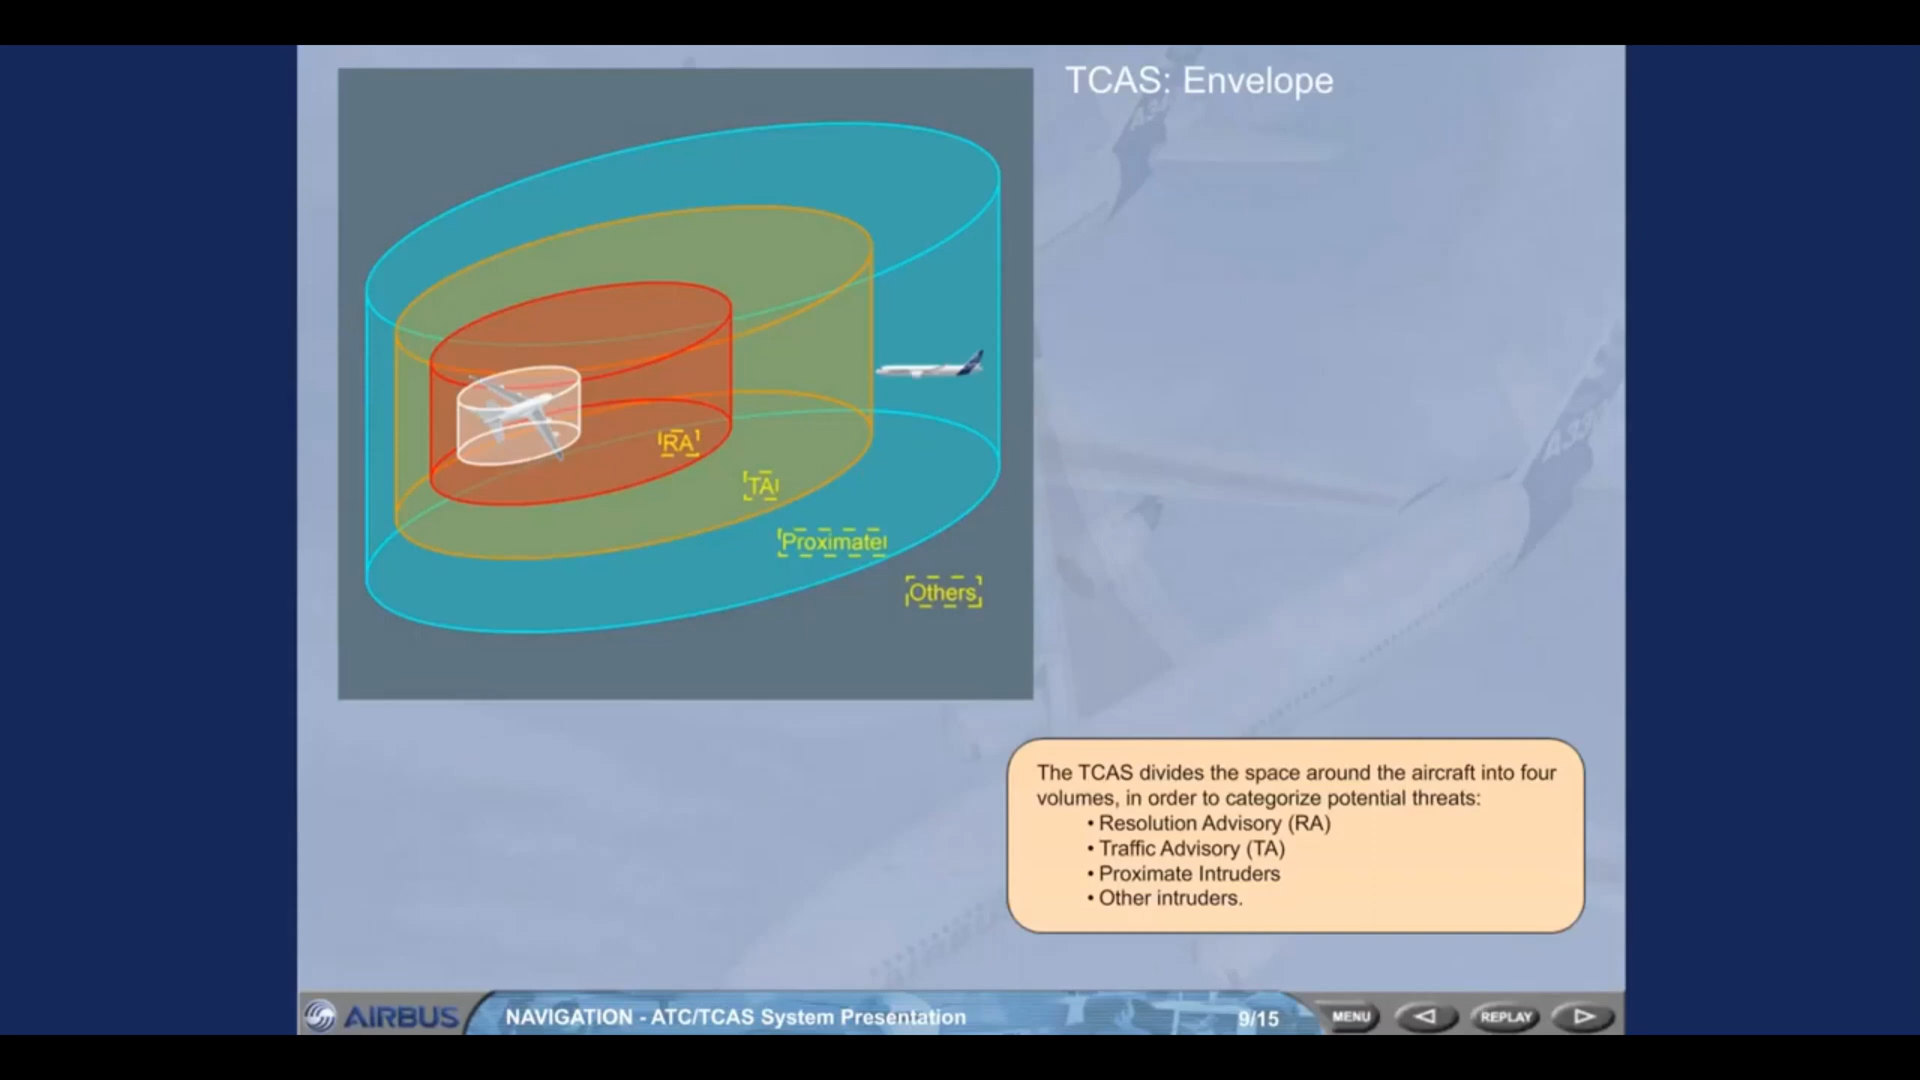 TCAS: Envelope
RA
TA
Proximate
Others
The TCAS divides the space around the aircraft into four
volumes, in order to categorize potential threats:
• Resolution Advisory (RA)
• Traffic Advisory (TA)
• Proximate Intruders
• Other intruders.
AIRBUS
NAVIGATION - ATC/TCAS System Presentation
9/15
MENU
REPLAY